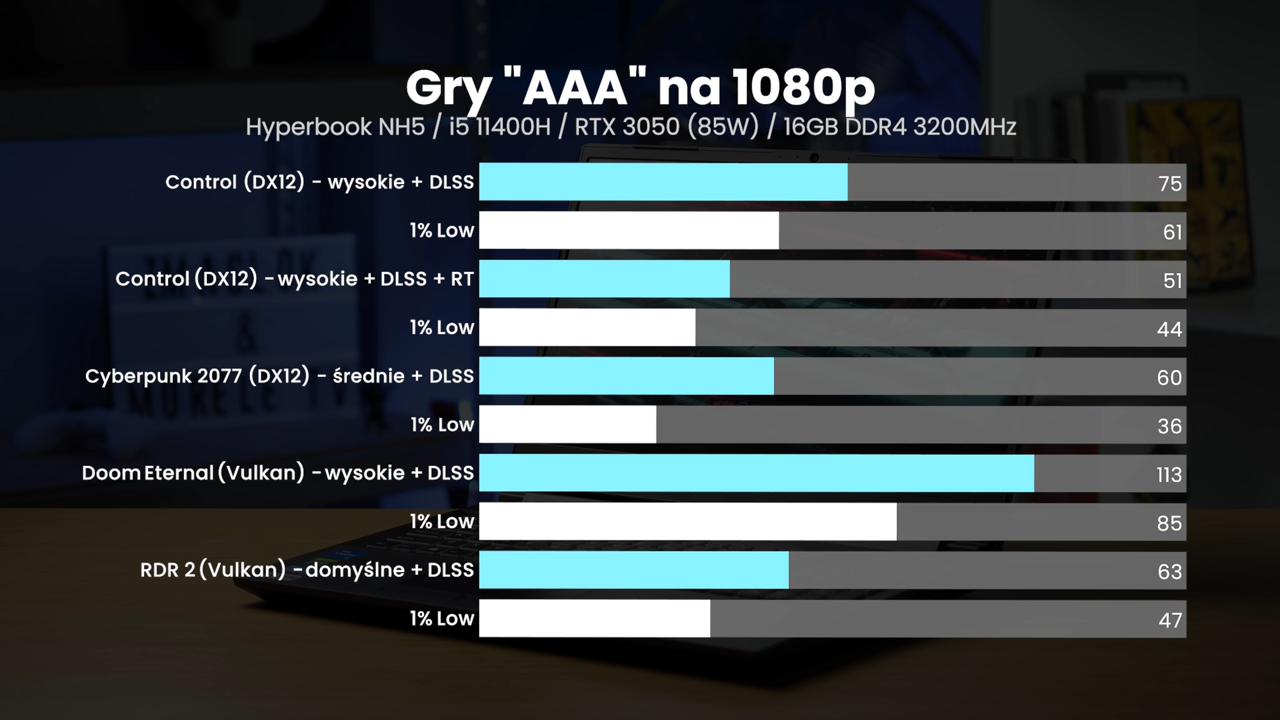 Gry "AAA" na 1080p
Hyperbook NH5 / i5 11400H / RTX 3050 (85W) / 16GB DDR4 3200MHz
Control (DX12) - wysokie + DLSS 75
1% Low 61
Control (DX12) - wysokie + DLSS + RT 51
1% Low 44
Cyberpunk 2077 (DX12) - średnie + DLSS 60
1% Low 36
Doom Eternal (Vulkan) - wysokie + DLSS 113
1% Low 85
RDR 2 (Vulkan) - domyślne + DLSS 63
1% Low 47